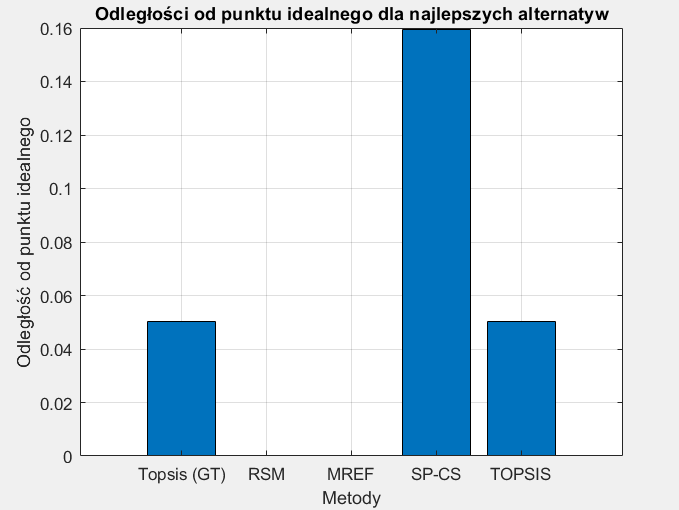 Odległości od punktu idealnego dla najlepszych alternatyw
0.16
0.14
0.12
0.1
0.08
0.06
0.04
0.02
0
Odległość od punktu idealnego
Topsis (GT) RSM MREF SP-CS TOPSIS
Metody